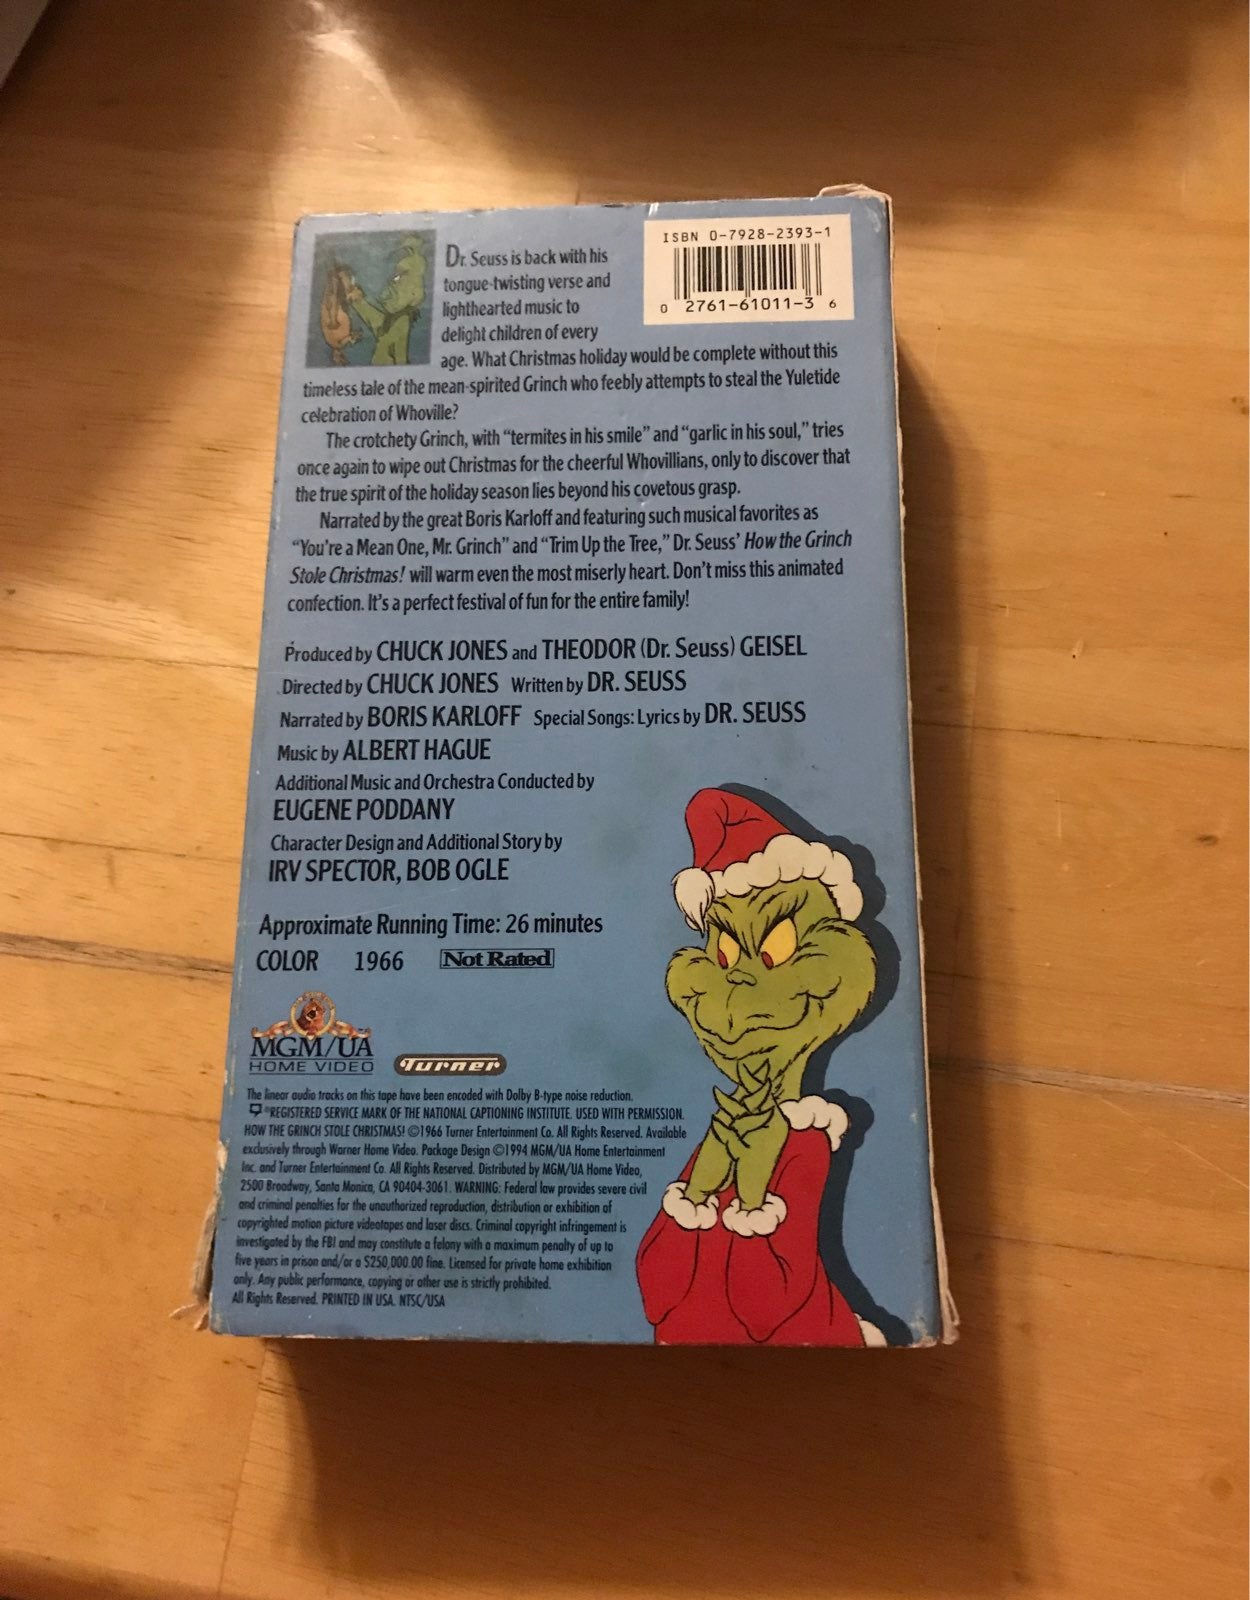 ISBN 0-7928-2393-1
0 2761-61011-3 6
Dr. Seuss is back with his
tongue-twisting verse and
lighthearted music to
delight children of every
age. What Christmas holiday would be complete without this
timeless tale of the mean-spirited Grinch who feebly attempts to steal the Yuletide
celebration of Whoville?
The crotchety Grinch, with “termites in his smile” and “garlic in his soul,” tries
once again to wipe out Christmas for the cheerful Whovillians, only to discover that
the true spirit of the holiday season lies beyond his covetous grasp.
Narrated by the great Boris Karloff and featuring such musical favorites as
“You’re a Mean One, Mr. Grinch” and “Trim Up the Tree,” Dr. Seuss’ How the Grinch
Stole Christmas! will warm even the most miserly heart. Don’t miss this animated
confection. It’s a perfect festival of fun for the entire family!
Produced by CHUCK JONES and THEODOR (Dr. Seuss) GEISEL
Directed by CHUCK JONES Written by DR. SEUSS
Narrated by BORIS KARLOFF Special Songs: Lyrics by DR. SEUSS
Music by ALBERT HAGUE
Additional Music and Orchestra Conducted by
EUGENE PODDANY
Character Design and Additional Story by
IRV SPECTOR, BOB OGLE
Approximate Running Time: 26 minutes
COLOR 1966 Not Rated
MGM/UA
HOME VIDEO
Turner
The linear audio tracks on this tape have been encoded with Dolby B-type noise reduction.
®REGISTERED SERVICE MARK OF THE NATIONAL CAPTIONING INSTITUTE. USED WITH PERMISSION.
HOW THE GRINCH STOLE CHRISTMAS! ©1966 Turner Entertainment Co. All Rights Reserved. Available
exclusively through Warner Home Video. Package Design ©1994 MGM/UA Home Entertainment
Inc. and Turner Entertainment Co. All Rights Reserved. Distributed by MGM/UA Home Video,
2500 Broadway, Santa Monica, CA 90404-3061. WARNING: Federal law provides severe civil
and criminal penalties for the unauthorized reproduction, distribution or exhibition of
copyrighted motion picture videotapes and laser discs. Criminal copyright infringement is
investigated by the FBI and may constitute a felony with a maximum penalty of up to
five years in prison and/or a $250,000.00 fine. Licensed for private home exhibition
only. Any public performance, copying or other use is strictly prohibited.
All Rights Reserved. PRINTED IN USA. NTSC/USA